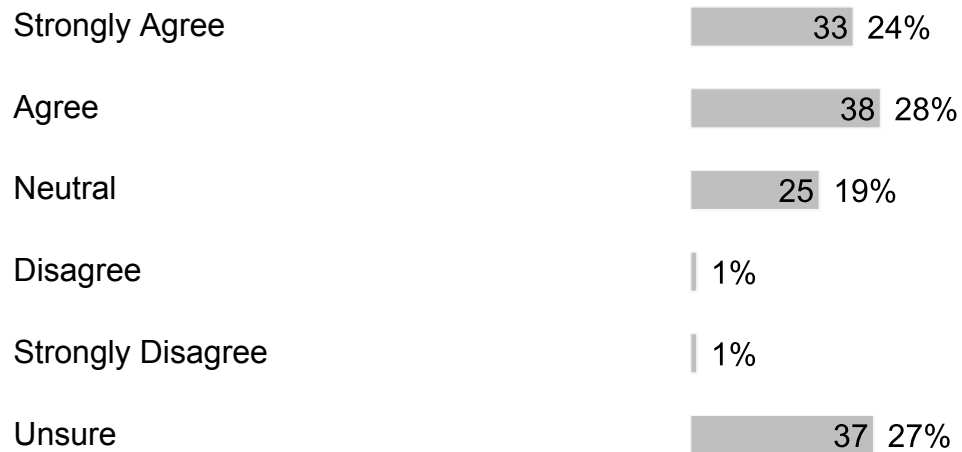 Strongly Agree 33 24%
Agree 38 28%
Neutral 25 19%
Disagree 1%
Strongly Disagree 1%
Unsure 37 27%